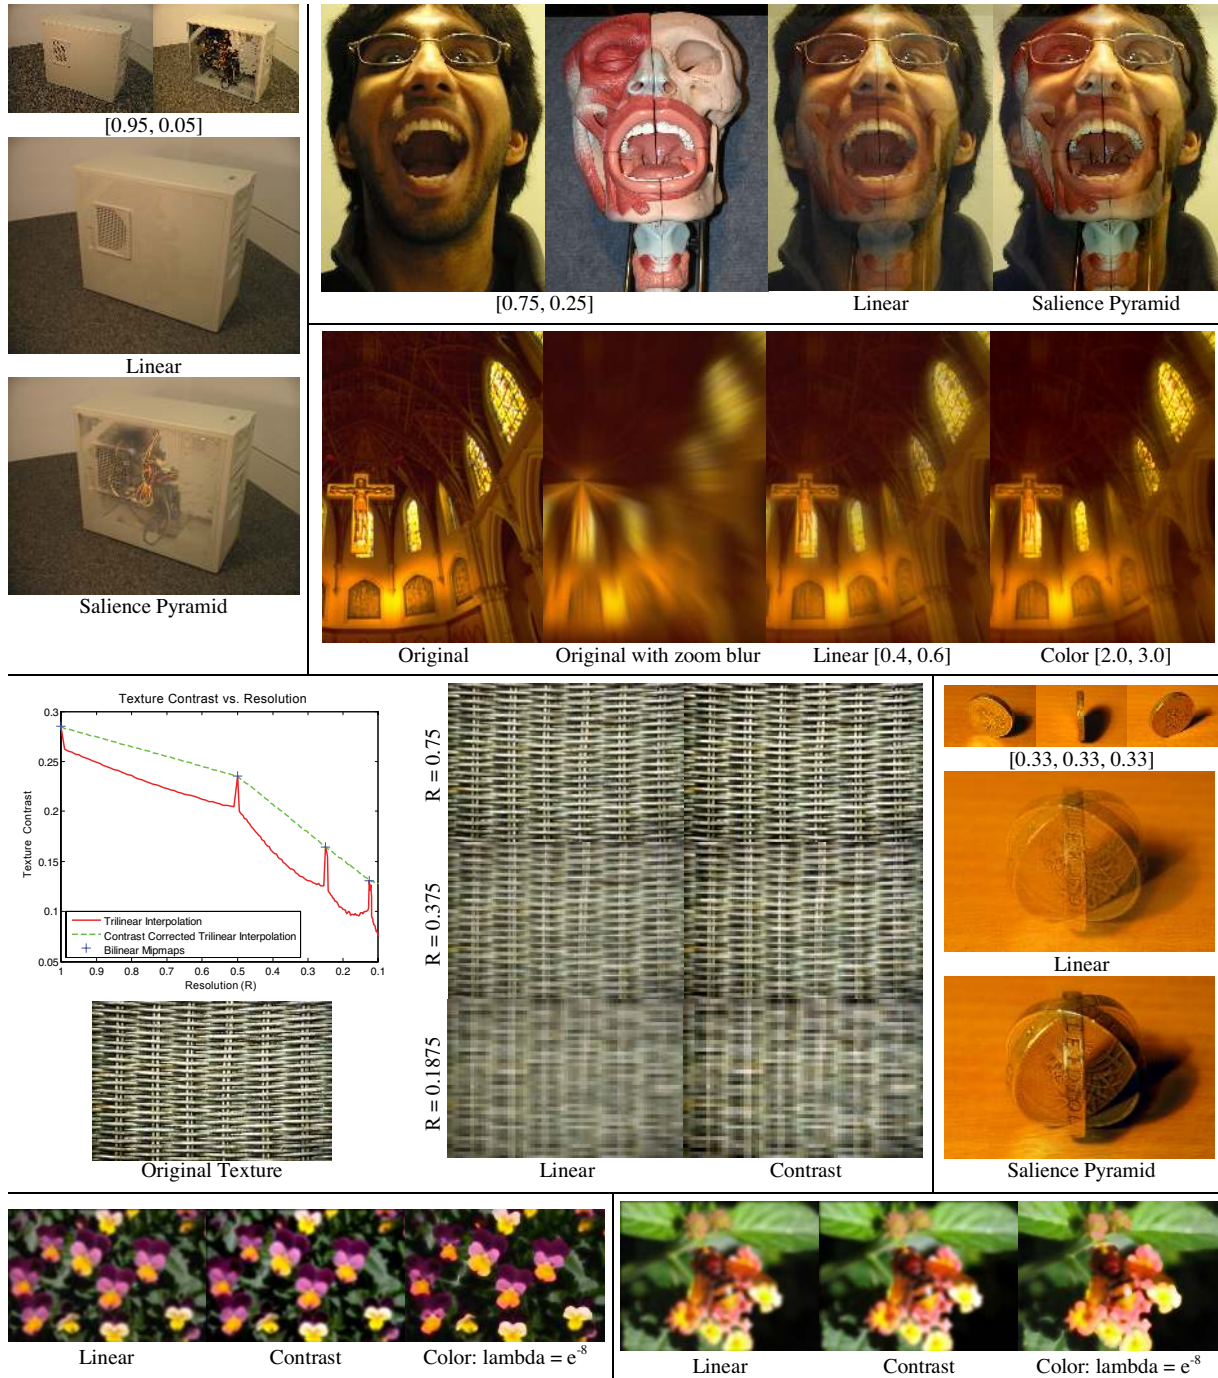 [0.95, 0.05]
Linear
Salience Pyramid
[0.75, 0.25]
Linear
Salience Pyramid
Original
Original with zoom blur
Linear [0.4, 0.6]
Color [2.0, 3.0]
Texture Contrast vs. Resolution
0.3
0.25
0.2
0.15
0.1
0.05
Texture Contrast
Trilinear Interpolation
Contrast Corrected Trilinear Interpolation
Bilinear Mipmaps
1 0.9 0.8 0.7 0.6 0.5 0.4 0.3 0.2 0.1
Resolution (R)
Original Texture
R = 0.75
R = 0.375
R = 0.1875
Linear
Contrast
[0.33, 0.33, 0.33]
Linear
Salience Pyramid
Linear
Contrast
Color: lambda = e⁻⁸
Linear
Contrast
Color: lambda = e⁻⁸